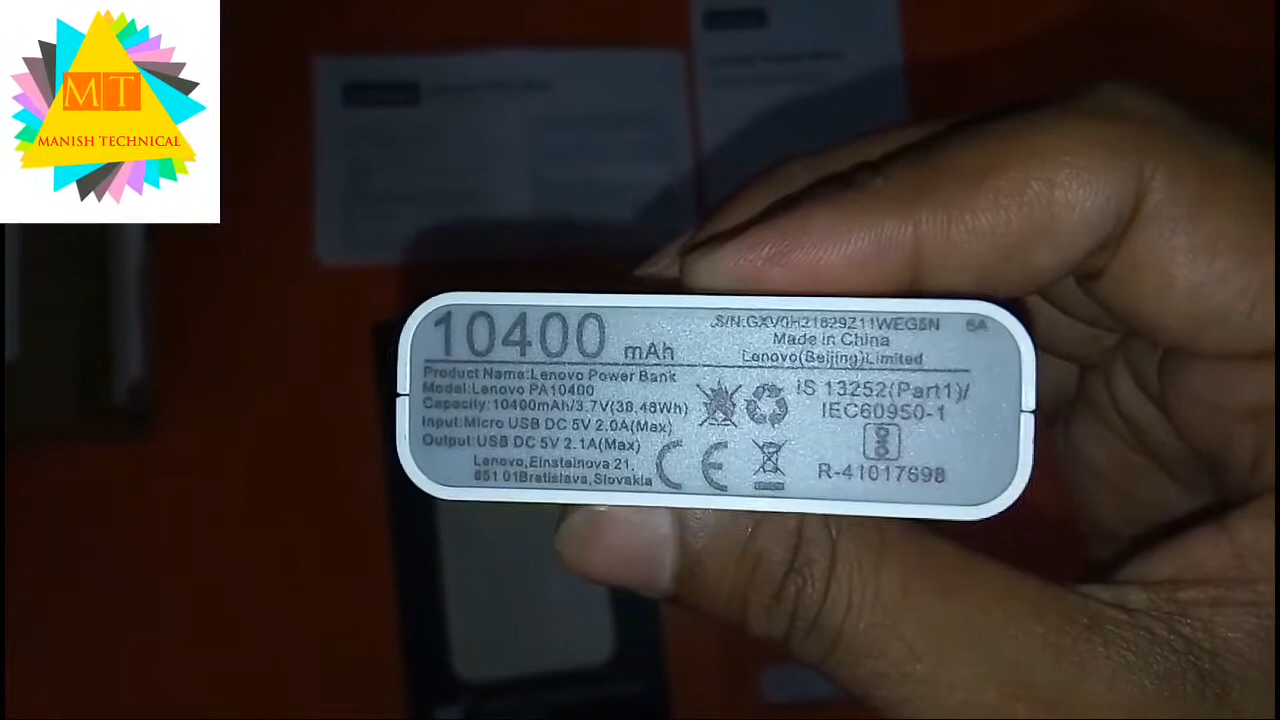 MT
MANISH TECHNICAL
10400 mAh
Product Name:Lenovo Power Bank
Model:Lenovo PA10400
Capacity:10400mAh/3.7V(38.48Wh)
Input:Micro USB DC 5V 2.0A(Max)
Output:USB DC 5V 2.1A(Max)
Lenovo,Einsteinova 21,
851 01Bratislava,Slovakia
CE
S/N:GXV0H21829Z11WEG5N 6A
Made in China
Lenovo(Beijing)Limited
IS 13252(Part1)/
IEC60950-1
R-41017698